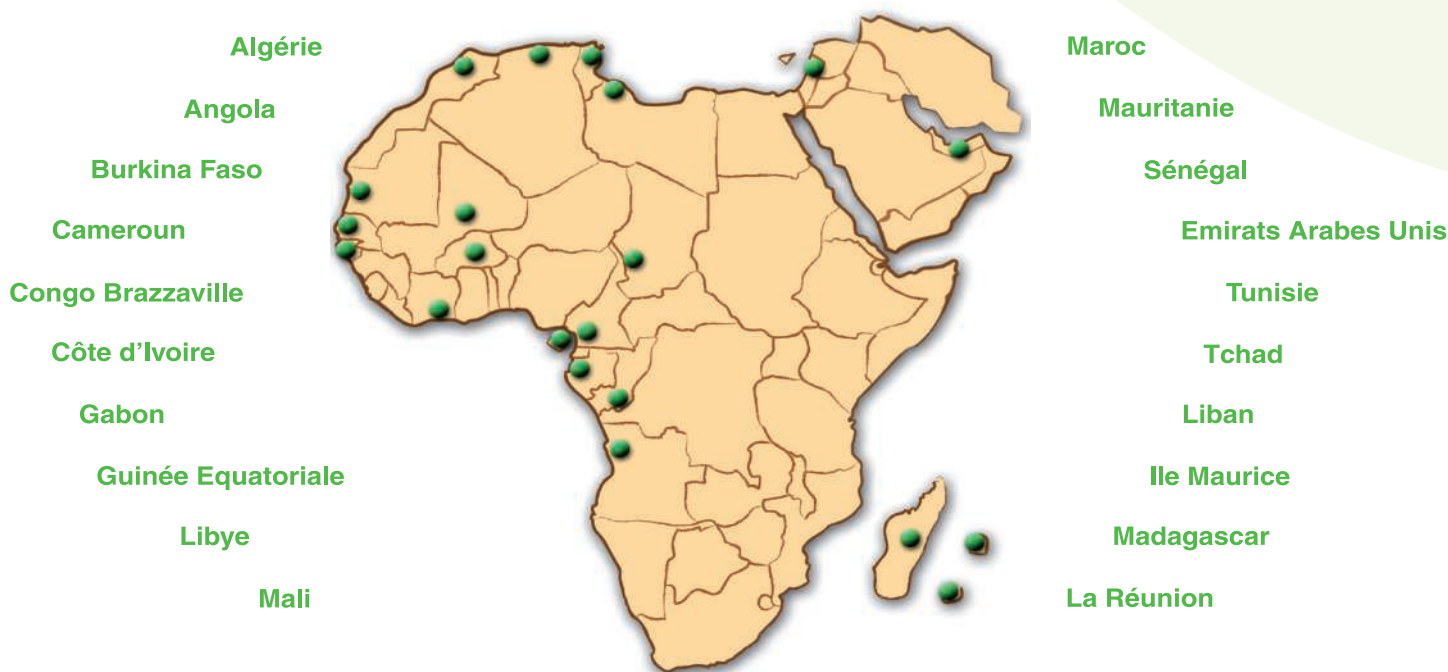 Algérie
Angola
Burkina Faso
Cameroun
Congo Brazzaville
Côte d’Ivoire
Gabon
Guinée Equatoriale
Libye
Mali
Maroc
Mauritanie
Sénégal
Emirats Arabes Unis
Tunisie
Tchad
Liban
Ile Maurice
Madagascar
La Réunion